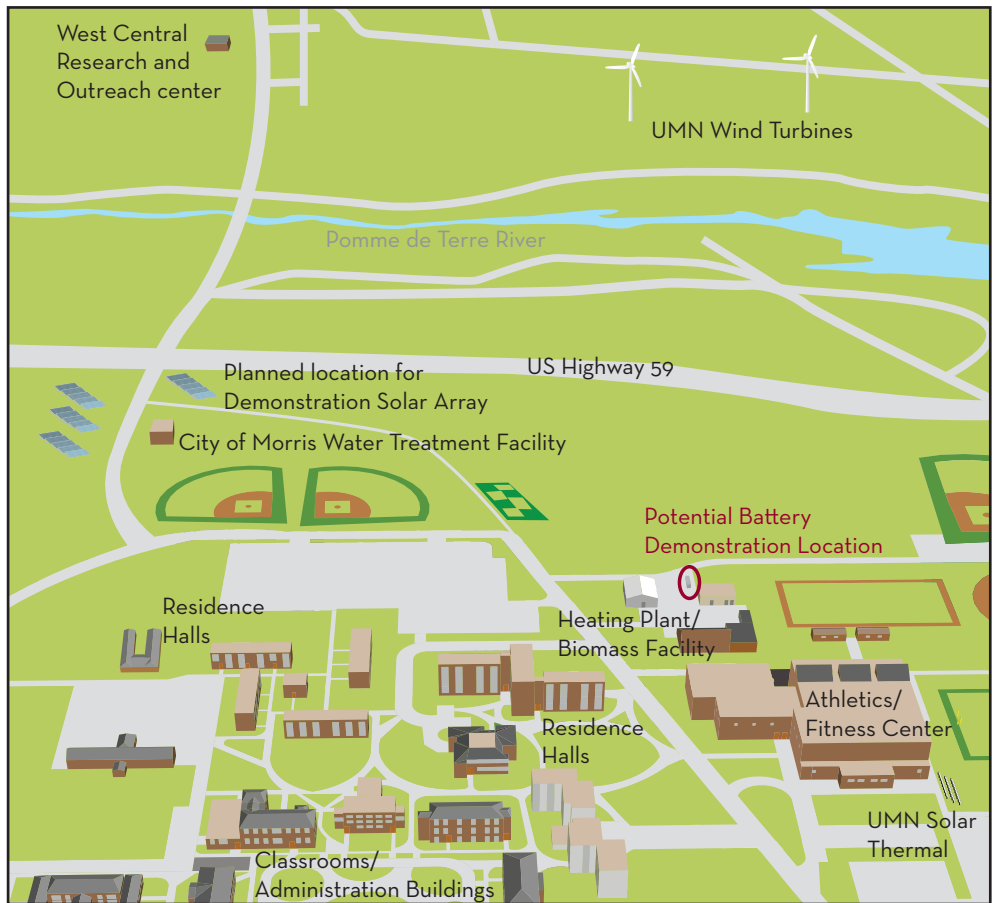 West Central
Research and
Outreach center
UMN Wind Turbines
Pomme de Terre River
US Highway 59
Planned location for
Demonstration Solar Array
City of Morris Water Treatment Facility
Potential Battery
Demonstration Location
Residence
Halls
Heating Plant/
Biomass Facility
Athletics/
Fitness Center
Residence
Halls
UMN Solar
Thermal
Classrooms/
Administration Buildings